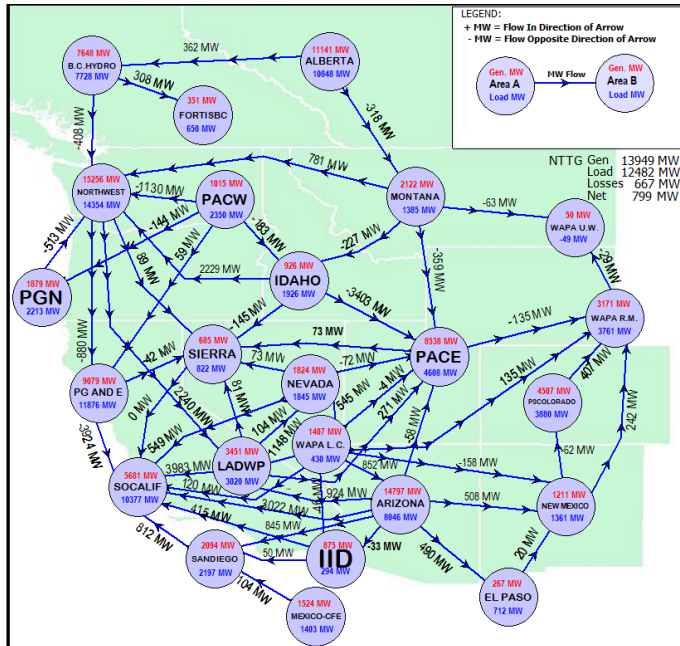 LEGEND:
+ MW = Flow In Direction of Arrow
- MW = Flow Opposite Direction of Arrow
Gen. MW
Area A
Load MW
MW Flow
Gen. MW
Area B
Load MW
NTTG Gen 13949 MW
Load 12482 MW
Losses 667 MW
Net 799 MW
7648 MW
B.C.HYDRO
7728 MW
362 MW
11141 MW
ALBERTA
10848 MW
308 MW
351 MW
FORTISBC
650 MW
-408 MW
-318 MW
781 MW
15256 MW
NORTHWEST
14354 MW
-1130 MW
1015 MW
PACW
2350 MW
2122 MW
MONTANA
1385 MW
-63 MW
50 MW
WAPA U.W.
-49 MW
-144 MW
-183 MW
-227 MW
-513 MW
59 MW
89 MW
2229 MW
-359 MW
-29 MW
1879 MW
PGN
2213 MW
926 MW
IDAHO
1926 MW
-3403 MW
-145 MW
-880 MW
3171 MW
WAPA R.M.
3761 MW
-135 MW
73 MW
685 MW
SIERRA
822 MW
8538 MW
PACE
4608 MW
-42 MW
73 MW
-72 MW
9079 MW
PG AND E
11876 MW
1824 MW
NEVADA
1845 MW
545 MW
-4 MW
271 MW
135 MW
407 MW
4507 MW
PSCOLORADO
3880 MW
242 MW
0 MW
2240 MW
81 MW
104 MW
1148 MW
549 MW
-3924 MW
1407 MW
WAPA L.C.
430 MW
-58 MW
62 MW
3451 MW
LADWP
3020 MW
3983 MW
852 MW
-158 MW
5681 MW
SOCALIF
10377 MW
120 MW
924 MW
14797 MW
ARIZONA
8046 MW
508 MW
1211 MW
NEW MEXICO
1361 MW
415 MW
845 MW
812 MW
50 MW
875 MW
IID
294 MW
-33 MW
490 MW
20 MW
2094 MW
SANDIEGO
2197 MW
104 MW
1524 MW
MEXICO-CFE
1403 MW
267 MW
EL PASO
712 MW